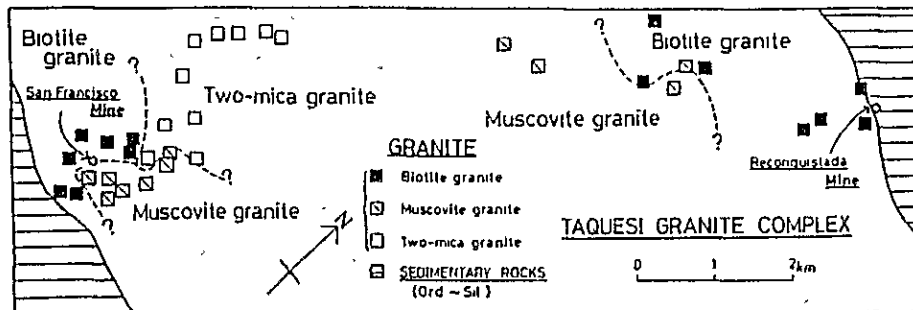 Biotite
granite
?
San Francisco
Mine
Two-mica granite
Muscovite granite
?
?
?
Biotite granite
?
Muscovite granite
Reconquistada
Mine
N
GRANITE
Biotite granite
Muscovite granite
Two-mica granite
SEDIMENTARY ROCKS
(Ord ~ Sil)
TAQUESI GRANITE COMPLEX
0 1 2km